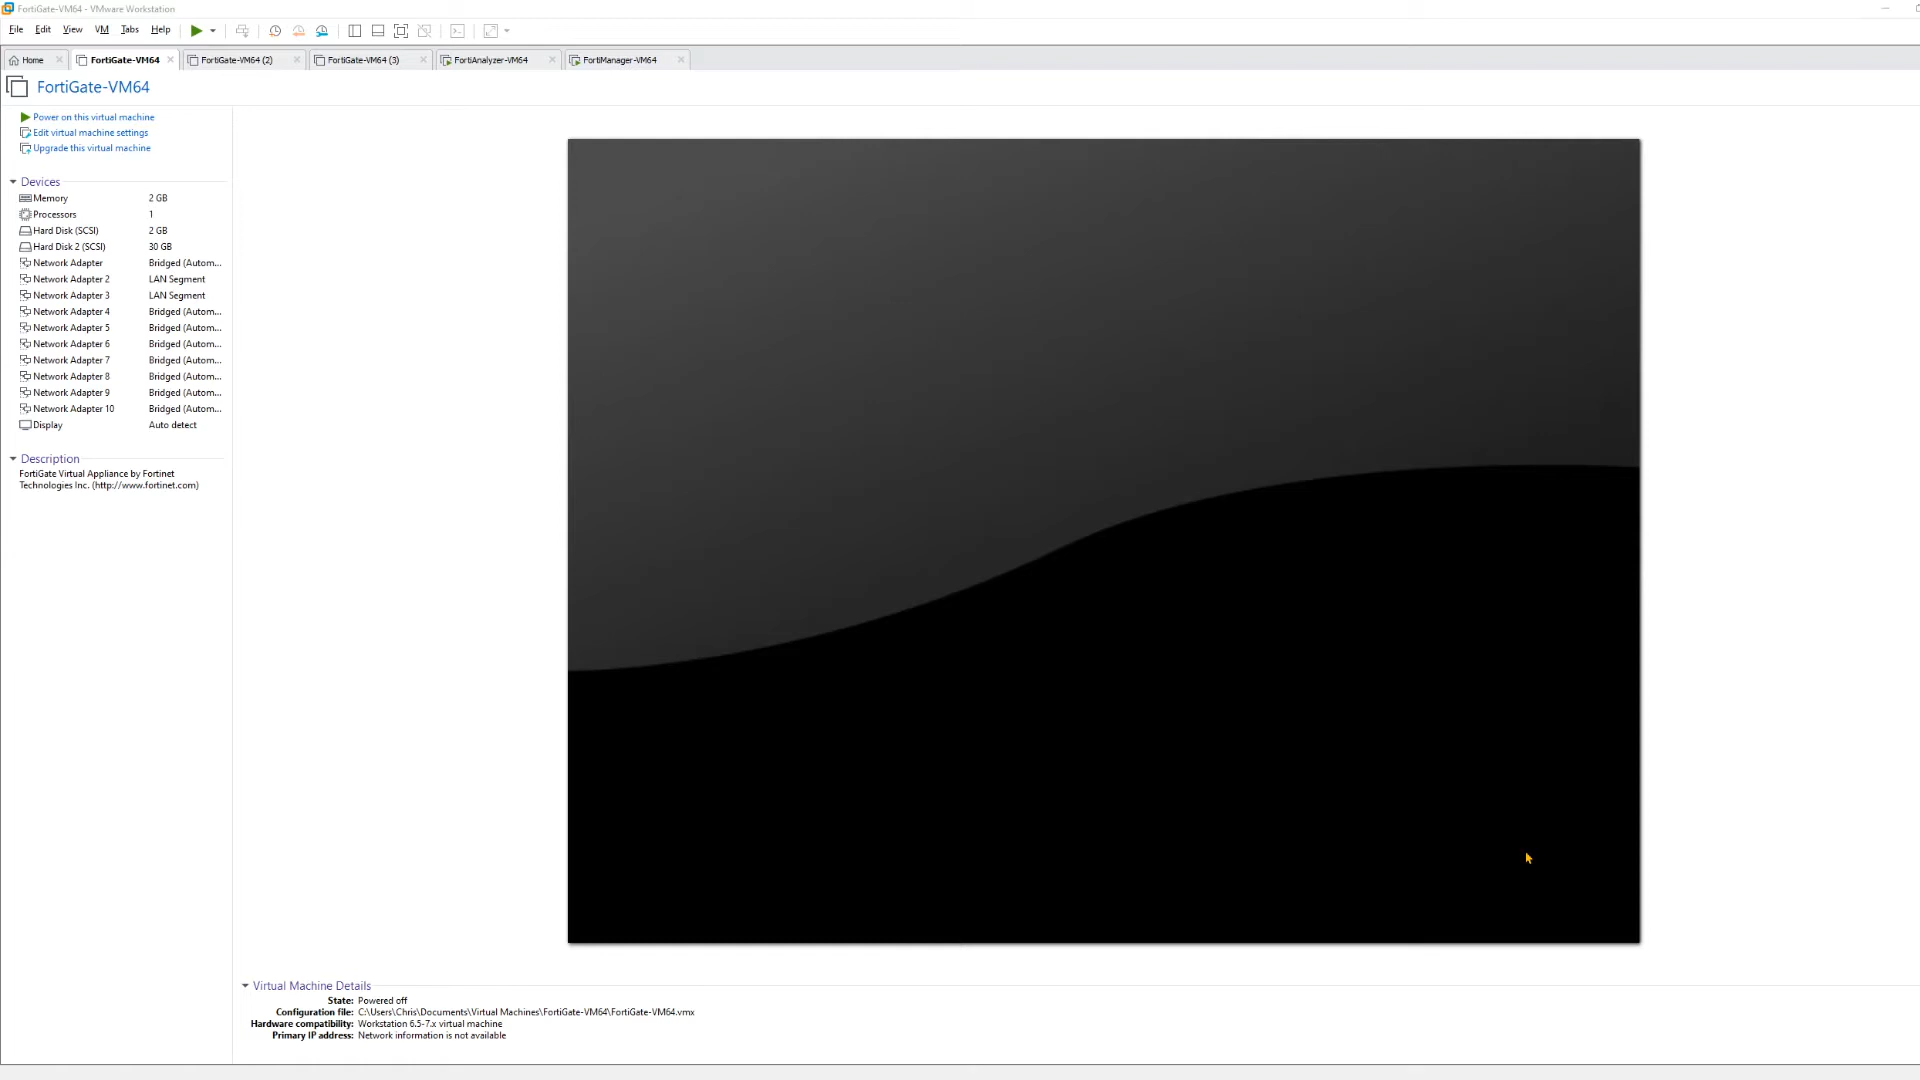 FortiGate-VM64 - VMware Workstation
File Edit View VM Tabs Help
Home FortiGate-VM64 FortiGate-VM64 (2) FortiGate-VM64 (3) FortiAnalyzer-VM64 FortiManager-VM64
FortiGate-VM64
Power on this virtual machine
Edit virtual machine settings
Upgrade this virtual machine
Devices
Memory 2 GB
Processors 1
Hard Disk (SCSI) 2 GB
Hard Disk 2 (SCSI) 30 GB
Network Adapter Bridged (Autom...
Network Adapter 2 LAN Segment
Network Adapter 3 LAN Segment
Network Adapter 4 Bridged (Autom...
Network Adapter 5 Bridged (Autom...
Network Adapter 6 Bridged (Autom...
Network Adapter 7 Bridged (Autom...
Network Adapter 8 Bridged (Autom...
Network Adapter 9 Bridged (Autom...
Network Adapter 10 Bridged (Autom...
Display Auto detect
Description
FortiGate Virtual Appliance by Fortinet
Technologies Inc. (http://www.fortinet.com)
Virtual Machine Details
State: Powered off
Configuration file: C:\Users\Chris\Documents\Virtual Machines\FortiGate-VM64\FortiGate-VM64.vmx
Hardware compatibility: Workstation 6.5-7.x virtual machine
Primary IP address: Network information is not available